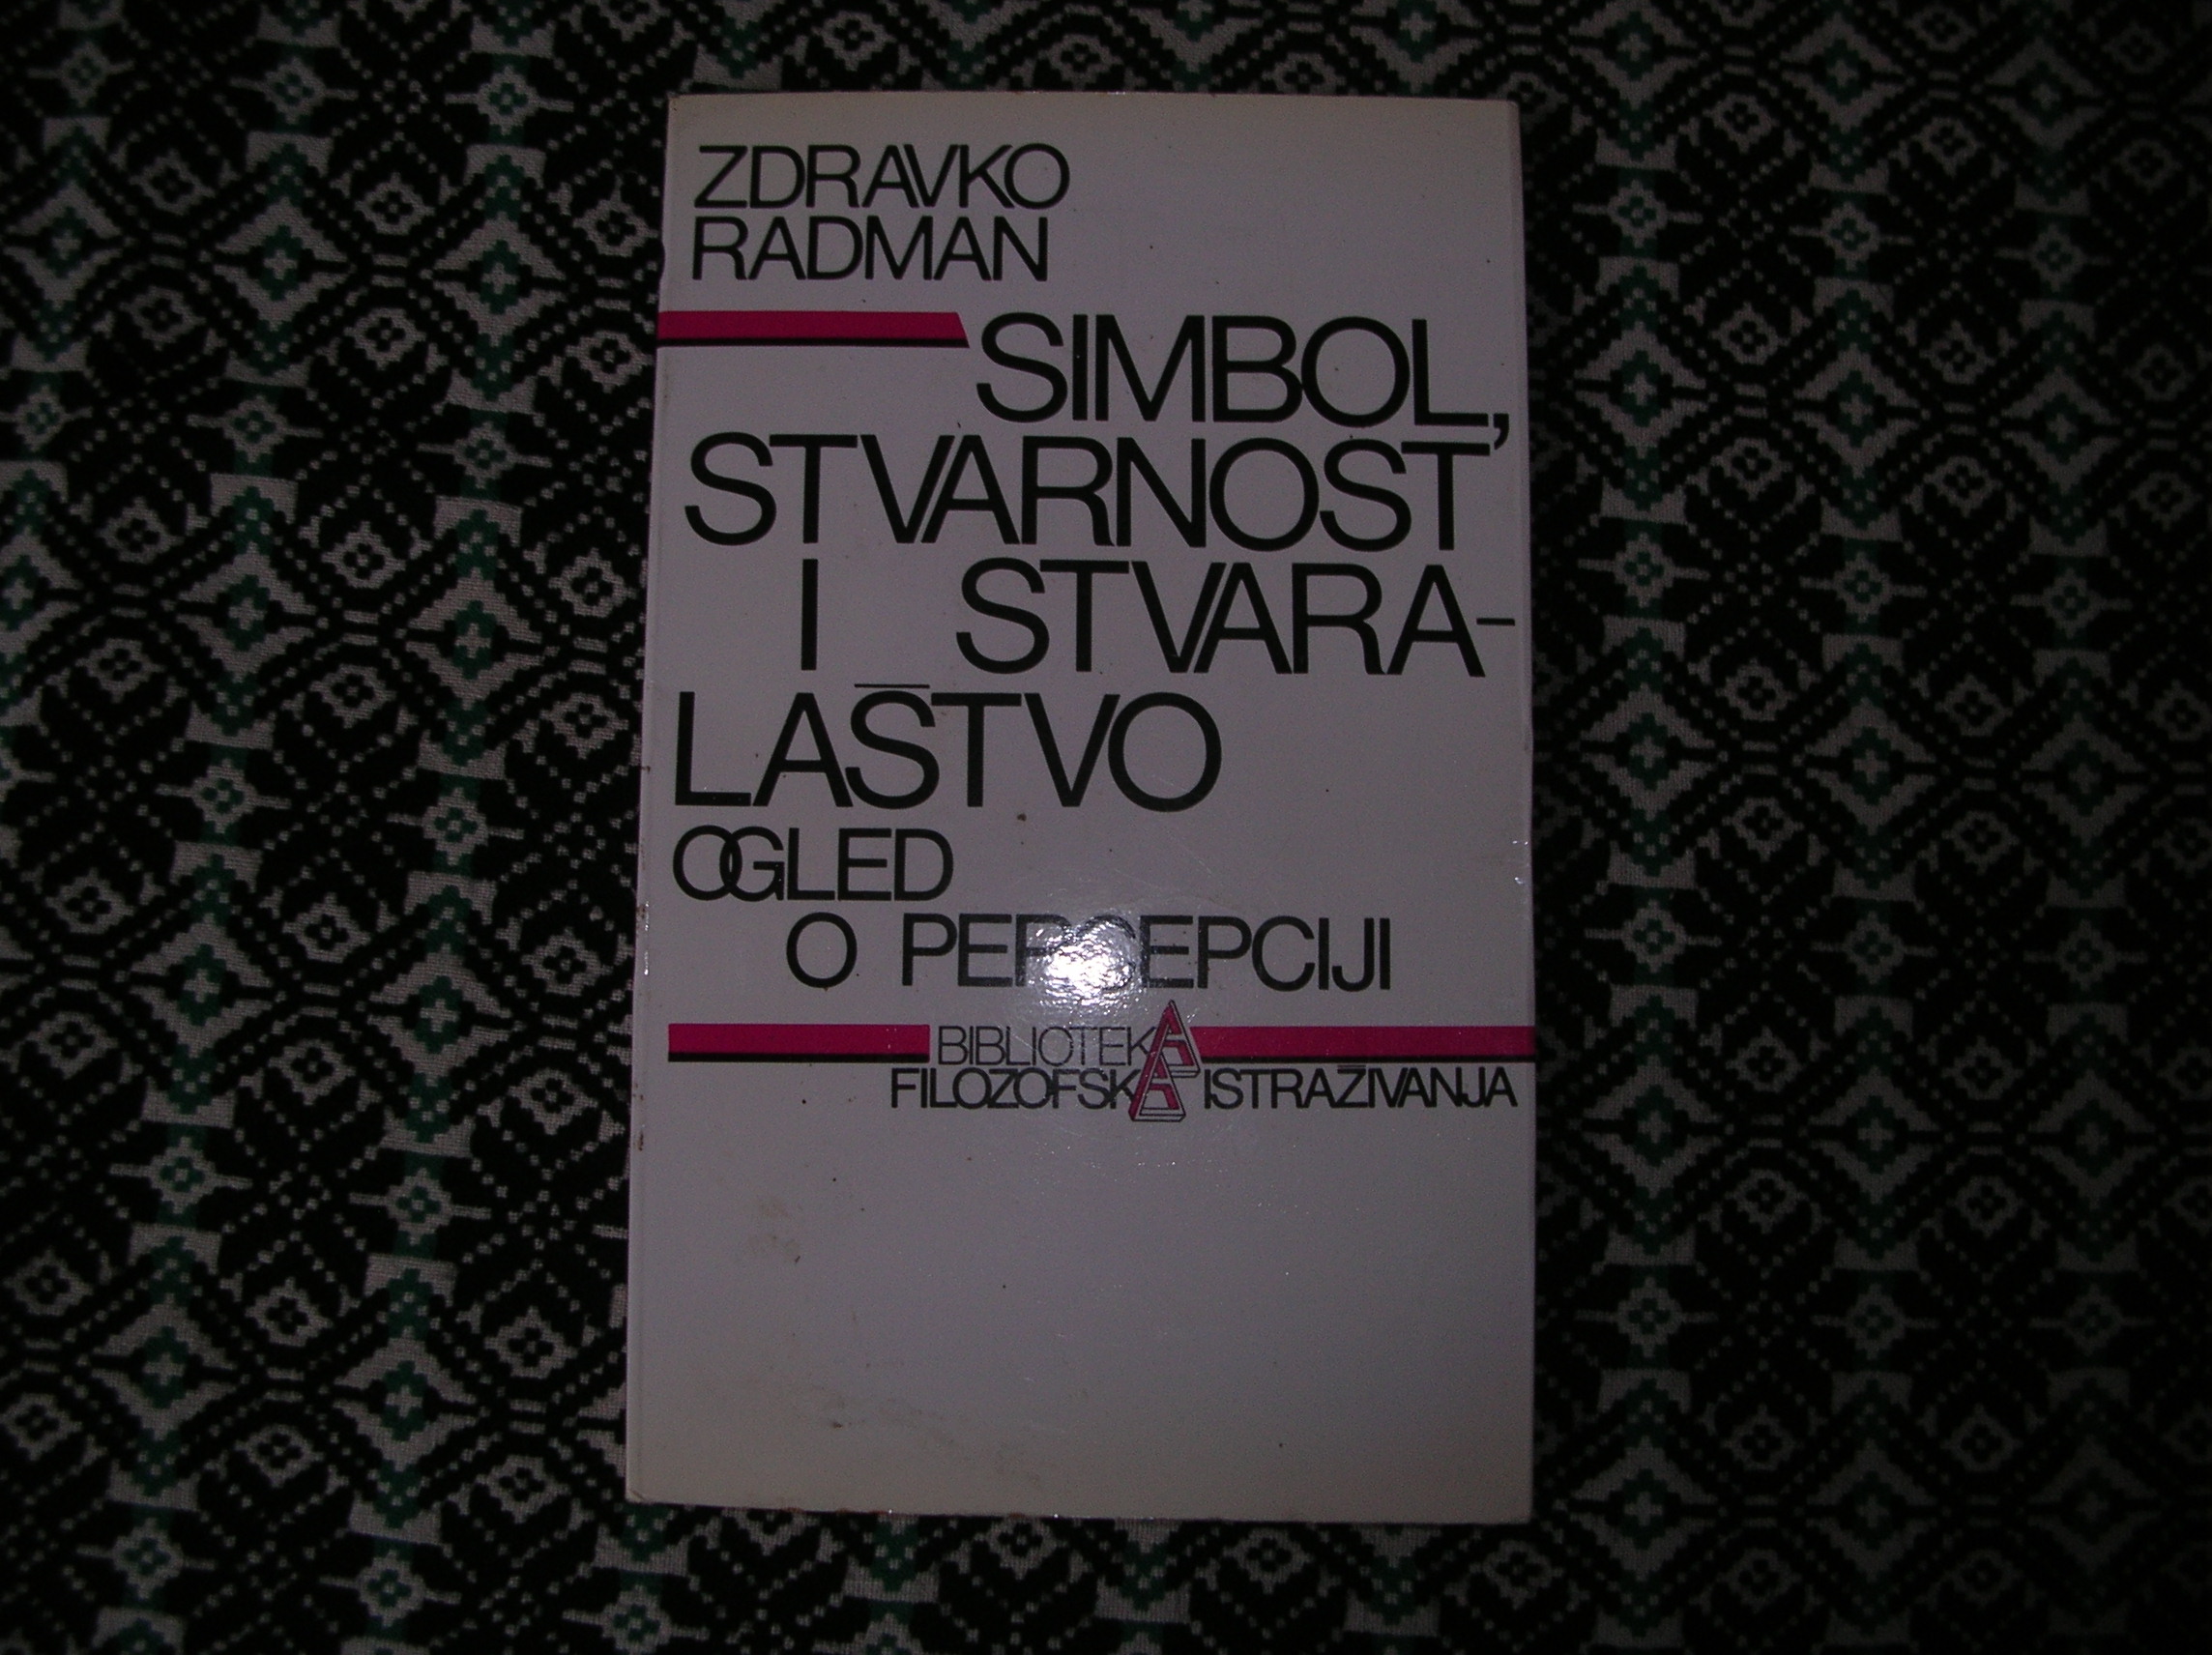 ZDRAVKO
RADMAN
SIMBOL,
STVARNOST
I STVARA-
LAŠTVO
OGLED
O PERCEPCIJI
BIBLIOTEKA
FILOZOFSKA ISTRAŽIVANJA